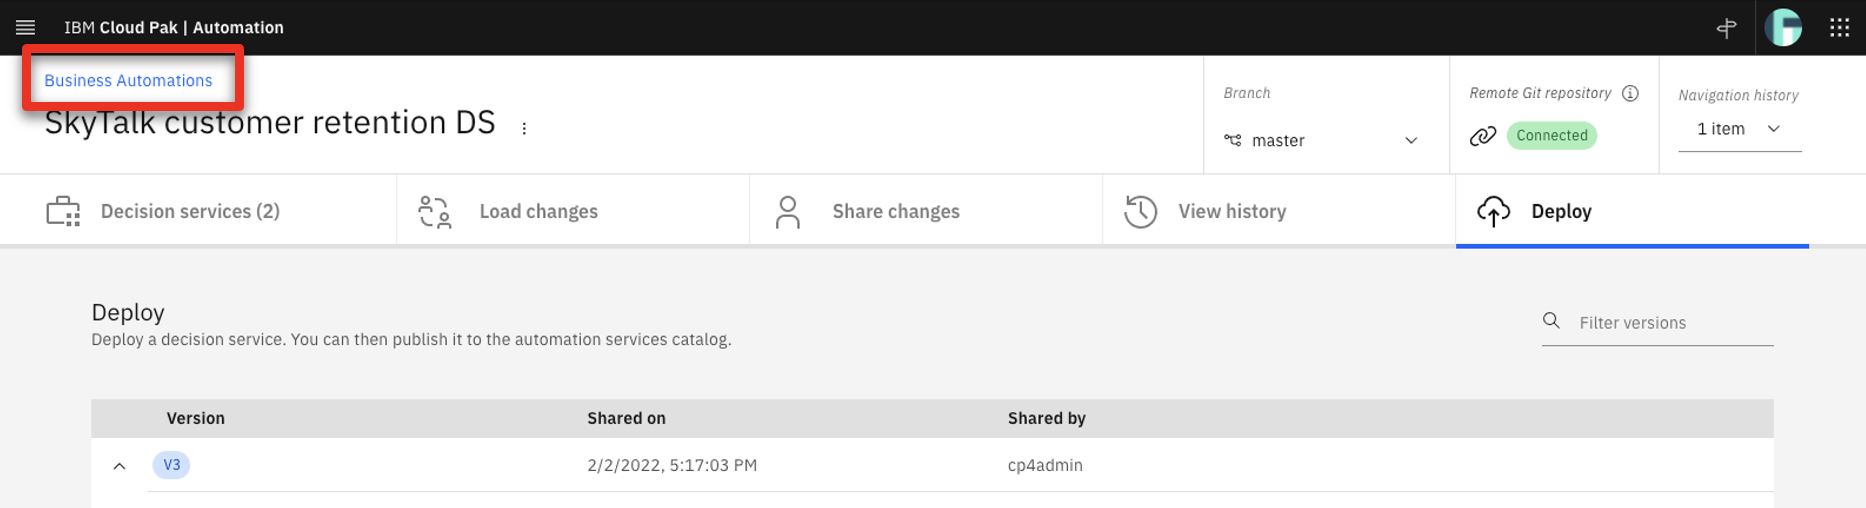 IBM Cloud Pak | Automation
Business Automations
SkyTalk customer retention DS
Branch
master
Remote Git repository
Connected
Navigation history
1 item
Decision services (2)
Load changes
Share changes
View history
Deploy
Deploy
Deploy a decision service. You can then publish it to the automation services catalog.
Filter versions
Version Shared on Shared by
V3 2/2/2022, 5:17:03 PM cp4admin